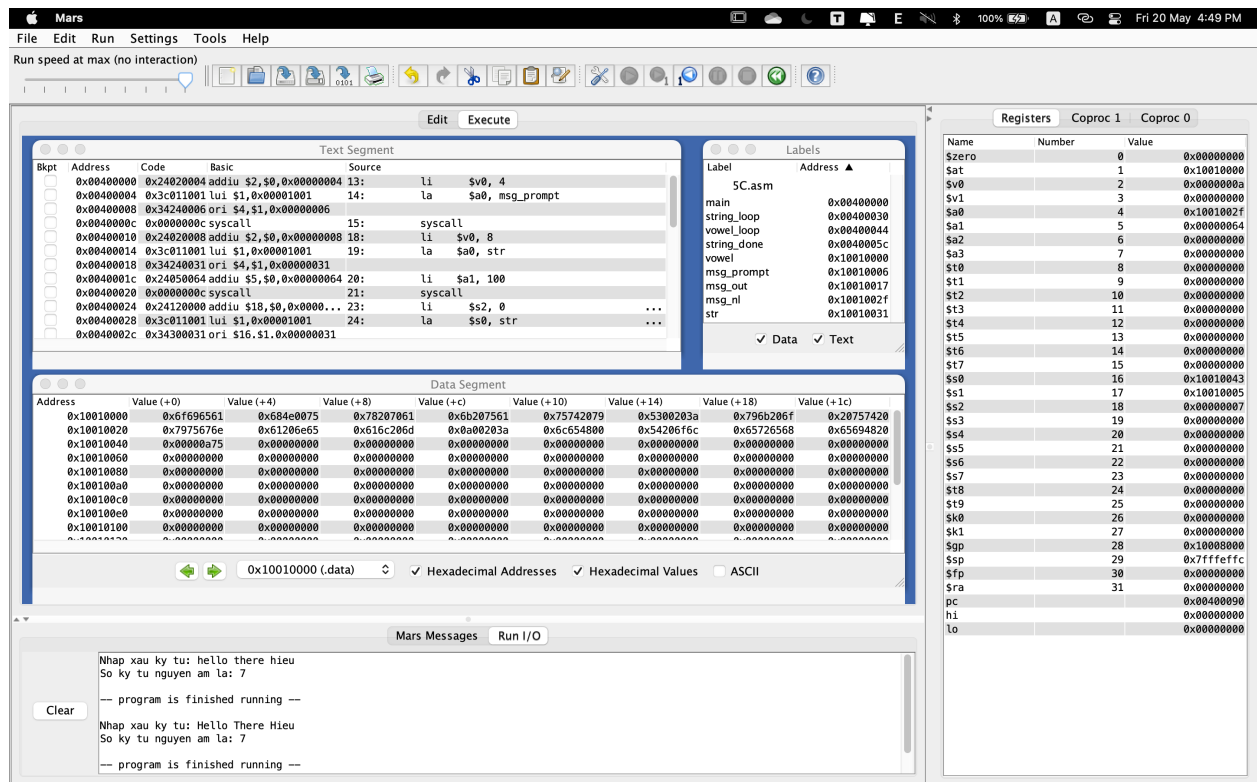 Mars 100% A Fri 20 May 4:49 PM
File Edit Run Settings Tools Help
Run speed at max (no interaction)
Edit Execute
Text Segment
Bkpt Address Code Basic Source
0x00400000 0x24020004 addiu $2,$0,0x00000004 13: li $v0, 4
0x00400004 0x3c011001 lui $1,0x00001001 14: la $a0, msg_prompt
0x00400008 0x34240006 ori $4,$1,0x00000006
0x0040000c 0x0000000c syscall 15: syscall
0x00400010 0x24020008 addiu $2,$0,0x00000008 18: li $v0, 8
0x00400014 0x3c011001 lui $1,0x00001001 19: la $a0, str
0x00400018 0x34240031 ori $4,$1,0x00000031
0x0040001c 0x24050064 addiu $5,$0,0x00000064 20: li $a1, 100
0x00400020 0x0000000c syscall 21: syscall
0x00400024 0x24120000 addiu $18,$0,0x0000... 23: li $s2, 0 ...
0x00400028 0x3c011001 lui $1,0x00001001 24: la $s0, str ...
0x0040002c 0x34300031 ori $16,$1,0x00000031
Labels
Label Address ▲
5C.asm
main 0x00400000
string_loop 0x00400030
vowel_loop 0x00400044
string_done 0x0040005c
vowel 0x10010000
msg_prompt 0x10010006
msg_out 0x10010017
msg_nl 0x1001002f
str 0x10010031
Data Text
Data Segment
Address Value (+0) Value (+4) Value (+8) Value (+c) Value (+10) Value (+14) Value (+18) Value (+1c)
0x10010000 0x6f696561 0x684e0075 0x78207061 0x6b207561 0x75742079 0x5300203a 0x796b206f 0x20757420
0x10010020 0x7975676e 0x61206e65 0x616c206d 0x0a00203a 0x6c654800 0x54206f6c 0x65726568 0x65694820
0x10010040 0x00000a75 0x00000000 0x00000000 0x00000000 0x00000000 0x00000000 0x00000000 0x00000000
0x10010060 0x00000000 0x00000000 0x00000000 0x00000000 0x00000000 0x00000000 0x00000000 0x00000000
0x10010080 0x00000000 0x00000000 0x00000000 0x00000000 0x00000000 0x00000000 0x00000000 0x00000000
0x100100a0 0x00000000 0x00000000 0x00000000 0x00000000 0x00000000 0x00000000 0x00000000 0x00000000
0x100100c0 0x00000000 0x00000000 0x00000000 0x00000000 0x00000000 0x00000000 0x00000000 0x00000000
0x100100e0 0x00000000 0x00000000 0x00000000 0x00000000 0x00000000 0x00000000 0x00000000 0x00000000
0x10010100 0x00000000 0x00000000 0x00000000 0x00000000 0x00000000 0x00000000 0x00000000 0x00000000
0x10010000 (.data) Hexadecimal Addresses Hexadecimal Values ASCII
Mars Messages Run I/O
Clear
Nhap xau ky tu: hello there hieu
So ky tu nguyen am la: 7
-- program is finished running --
Nhap xau ky tu: Hello There Hieu
So ky tu nguyen am la: 7
-- program is finished running --
Registers Coproc 1 Coproc 0
Name Number Value
$zero 0 0x00000000
$at 1 0x10010000
$v0 2 0x0000000a
$v1 3 0x00000000
$a0 4 0x1001002f
$a1 5 0x00000064
$a2 6 0x00000000
$a3 7 0x00000000
$t0 8 0x00000000
$t1 9 0x00000000
$t2 10 0x00000000
$t3 11 0x00000000
$t4 12 0x00000000
$t5 13 0x00000000
$t6 14 0x00000000
$t7 15 0x00000000
$s0 16 0x10010043
$s1 17 0x10010005
$s2 18 0x00000007
$s3 19 0x00000000
$s4 20 0x00000000
$s5 21 0x00000000
$s6 22 0x00000000
$s7 23 0x00000000
$t8 24 0x00000000
$t9 25 0x00000000
$k0 26 0x00000000
$k1 27 0x00000000
$gp 28 0x10008000
$sp 29 0x7fffeffc
$fp 30 0x00000000
$ra 31 0x00000000
pc 0x00400090
hi 0x00000000
lo 0x00000000